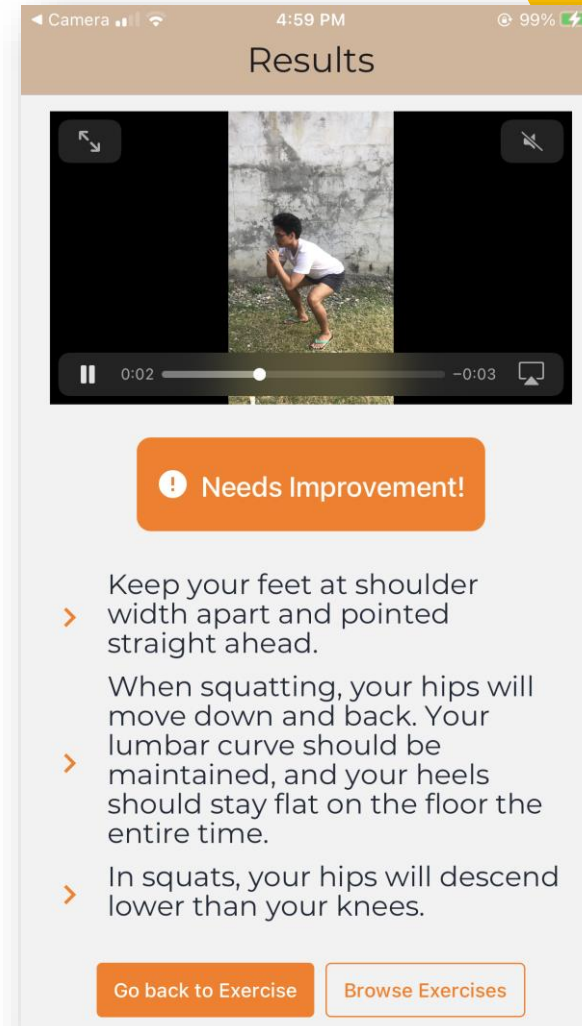 Camera 4:59 PM 99%
Results
0:02 -0:03
Needs Improvement!
Keep your feet at shoulder
width apart and pointed
straight ahead.
When squatting, your hips will
move down and back. Your
lumbar curve should be
maintained, and your heels
should stay flat on the floor the
entire time.
In squats, your hips will descend
lower than your knees.
Go back to Exercise Browse Exercises